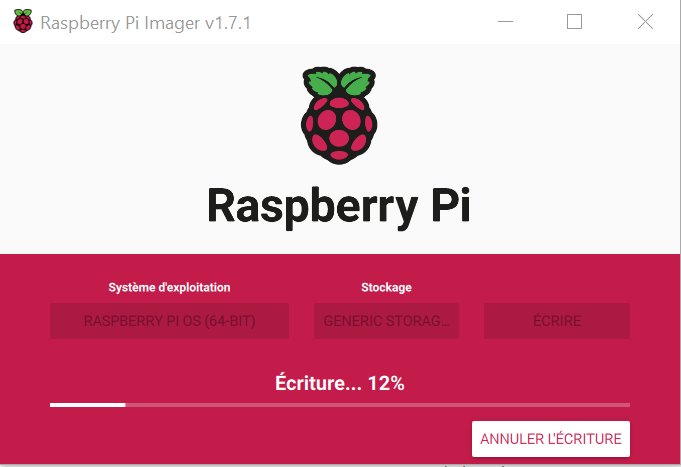 Raspberry Pi Imager v1.7.1
Raspberry Pi
Système d'exploitation
Stockage
RASPBERRY PI OS (64-BIT)
GENERIC STORAG...
ÉCRIRE
Écriture... 12%
ANNULER L'ÉCRITURE